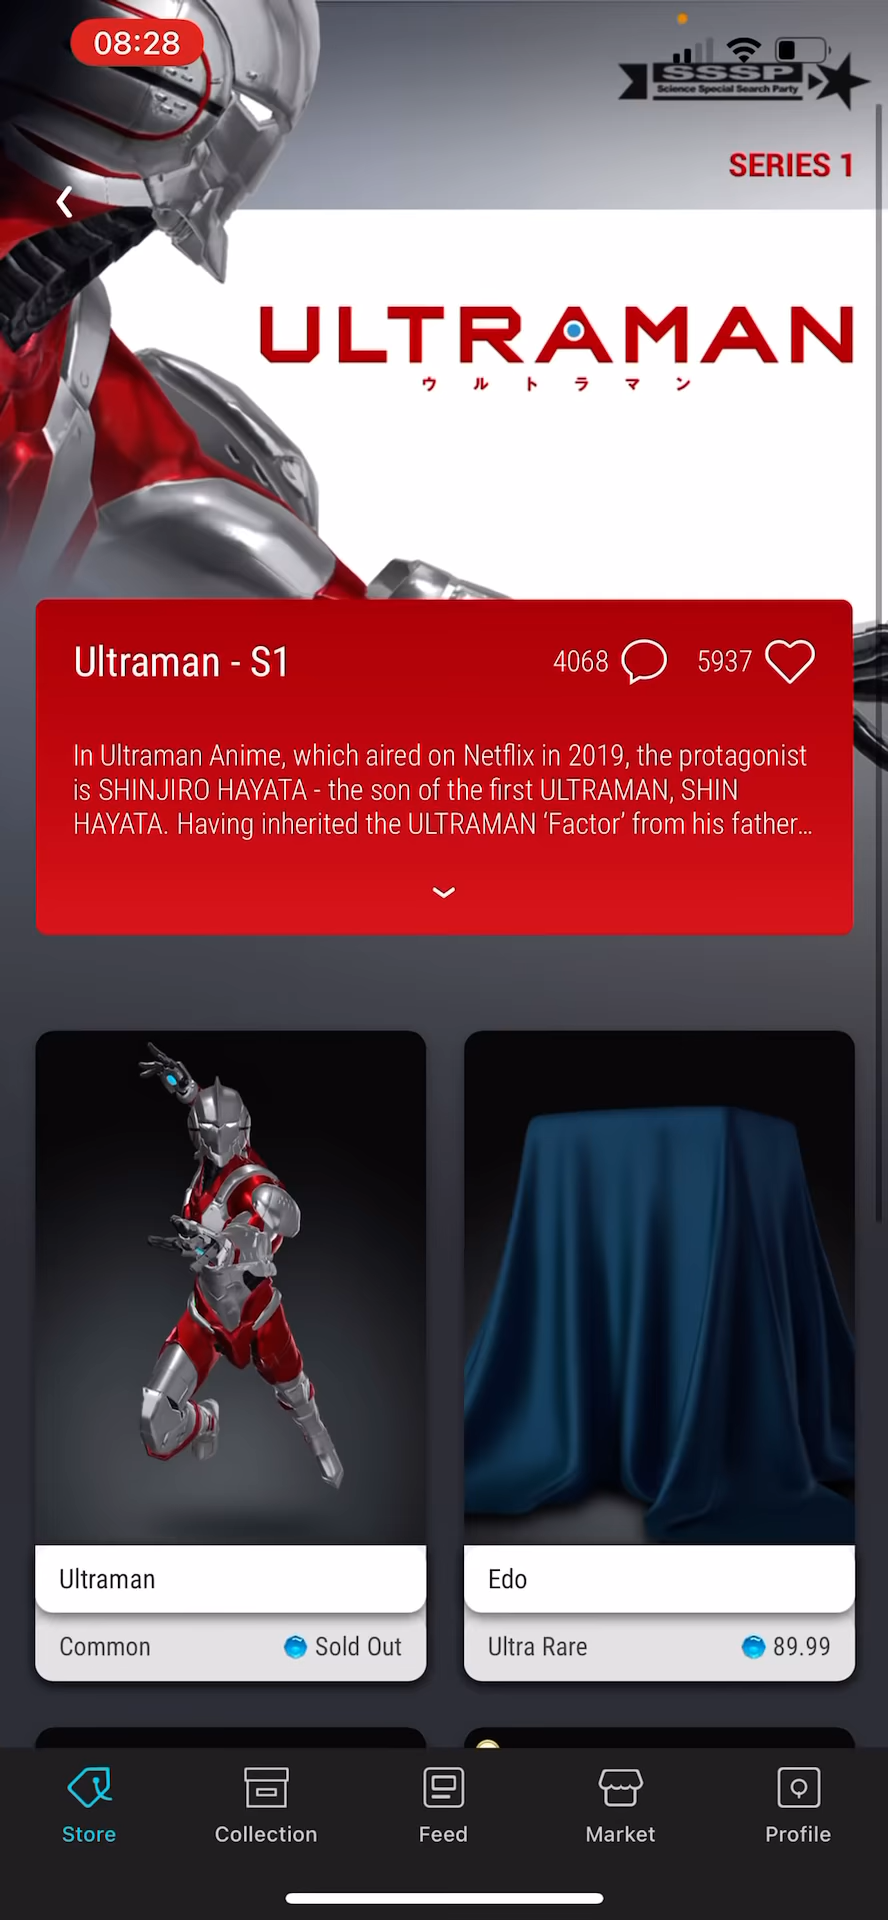 08:28
SSSP
Science Special Search Party
SERIES 1
ULTRAMAN
ウルトラマン
Ultraman - S1
4068
5937
In Ultraman Anime, which aired on Netflix in 2019, the protagonist
is SHINJIRO HAYATA - the son of the first ULTRAMAN, SHIN
HAYATA. Having inherited the ULTRAMAN ‘Factor’ from his father...
Ultraman
Common
Sold Out
Edo
Ultra Rare
89.99
Store
Collection
Feed
Market
Profile